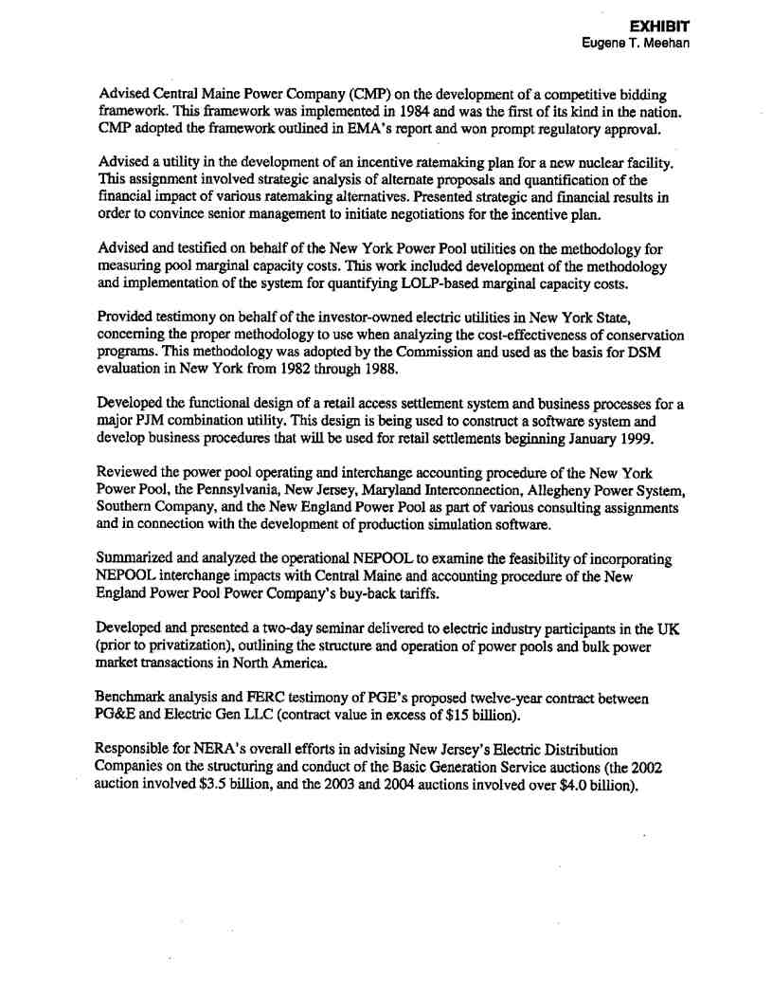 EXHIBIT
Eugene T. Meehan
Advised Central Maine Power Company (CMP) on the development of a competitive bidding
framework. This framework was implemented in 1984 and was the first of its kind in the nation.
CMP adopted the framework outlined in EMA's report and won prompt regulatory approval.
Advised a utility in the development of an incentive ratemaking plan for a new nuclear facility.
This assignment involved strategic analysis of alternate proposals and quantification of the
financial impact of various ratemaking alternatives. Presented strategic and financial results in
order to convince senior management to initiate negotiations for the incentive plan.
Advised and testified on behalf of the New York Power Pool utilities on the methodology for
measuring pool marginal capacity costs. This work included development of the methodology
and implementation of the system for quantifying LOLP-based marginal capacity costs.
Provided testimony on behalf of the investor-owned electric utilities in New York State,
concerning the proper methodology to use when analyzing the cost-effectiveness of conservation
programs. This methodology was adopted by the Commission and used as the basis for DSM
evaluation in New York from 1982 through 1988.
Developed the functional design of a retail access settlement system and business processes for a
major PJM combination utility. This design is being used to construct a software system and
develop business procedures that will be used for retail settlements beginning January 1999.
Reviewed the power pool operating and interchange accounting procedure of the New York
Power Pool, the Pennsylvania, New Jersey, Maryland Interconnection, Allegheny Power System,
Southern Company, and the New England Power Pool as part of various consulting assignments
and in connection with the development of production simulation software.
Summarized and analyzed the operational NEPOOL to examine the feasibility of incorporating
NEPOOL interchange impacts with Central Maine and accounting procedure of the New
England Power Pool Power Company's buy-back tariffs.
Developed and presented a two-day seminar delivered to electric industry participants in the UK
(prior to privatization), outlining the structure and operation of power pools and bulk power
market transactions in North America.
Benchmark analysis and FERC testimony of PGE's proposed twelve-year contract between
PG&E and Electric Gen LLC (contract value in excess of $15 billion).
Responsible for NERA's overall efforts in advising New Jersey's Electric Distribution
Companies on the structuring and conduct of the Basic Generation Service auctions (the 2002
auction involved $3.5 billion, and the 2003 and 2004 auctions involved over $4.0 billion).